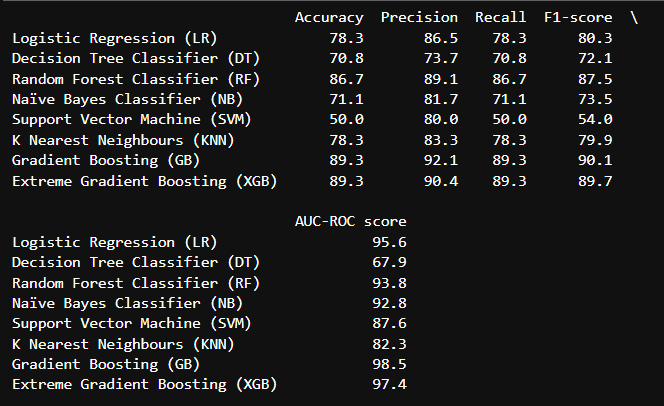 Accuracy Precision Recall F1-score \
Logistic Regression (LR) 78.3 86.5 78.3 80.3
Decision Tree Classifier (DT) 70.8 73.7 70.8 72.1
Random Forest Classifier (RF) 86.7 89.1 86.7 87.5
Naïve Bayes Classifier (NB) 71.1 81.7 71.1 73.5
Support Vector Machine (SVM) 50.0 80.0 50.0 54.0
K Nearest Neighbours (KNN) 78.3 83.3 78.3 79.9
Gradient Boosting (GB) 89.3 92.1 89.3 90.1
Extreme Gradient Boosting (XGB) 89.3 90.4 89.3 89.7
AUC-ROC score
Logistic Regression (LR) 95.6
Decision Tree Classifier (DT) 67.9
Random Forest Classifier (RF) 93.8
Naïve Bayes Classifier (NB) 92.8
Support Vector Machine (SVM) 87.6
K Nearest Neighbours (KNN) 82.3
Gradient Boosting (GB) 98.5
Extreme Gradient Boosting (XGB) 97.4